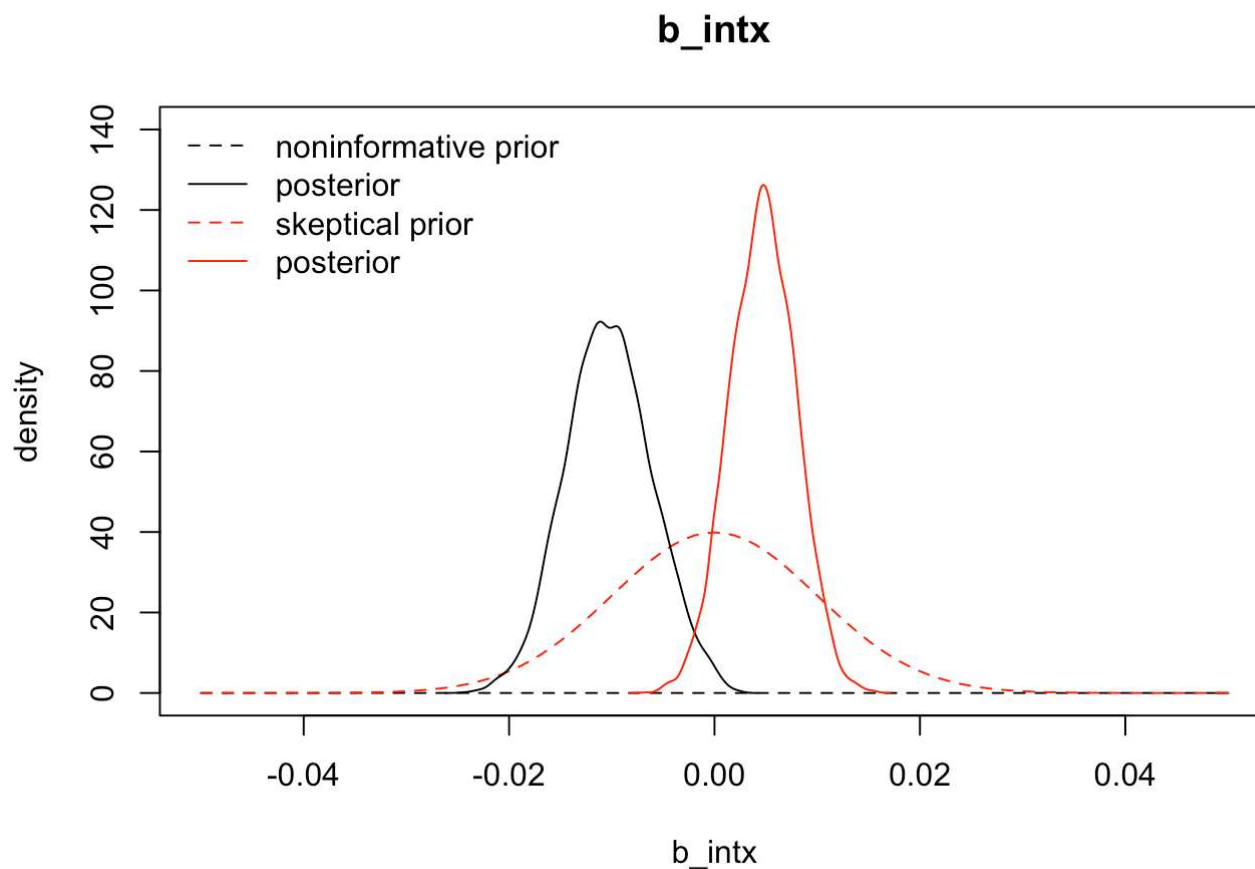 b_intx
noninformative prior
posterior
skeptical prior
posterior
density
140
120
100
80
60
40
20
0
-0.04 -0.02 0.00 0.02 0.04
b_intx